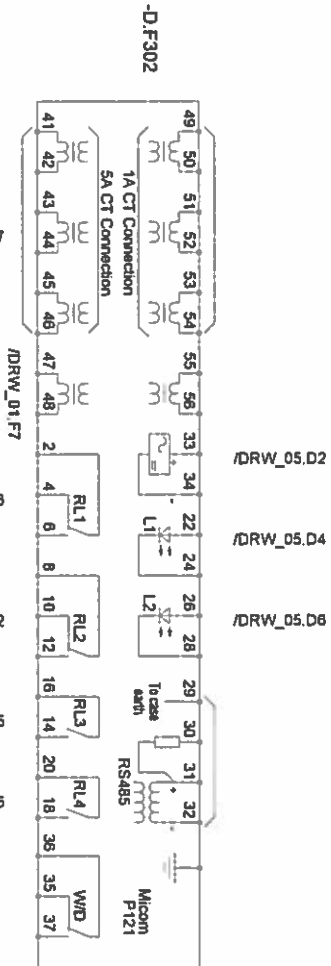 -D.F302
/DRW_05.D2
/DRW_05.D4
/DRW_05.D6
49 50 51 52 53 54 55 56 33 34 22 24 26 28 29 30 31 32
+
-
L1
L2
To case
earth
RS485
+
-
1A CT Connection
5A CT Connection
Micom
P121
RL1
RL2
RL3
RL4
W/D
41 42 43 44 45 46 47 48 2 4 6 8 10 12 16 14 20 18 36 35 37
/DRW_01.F7